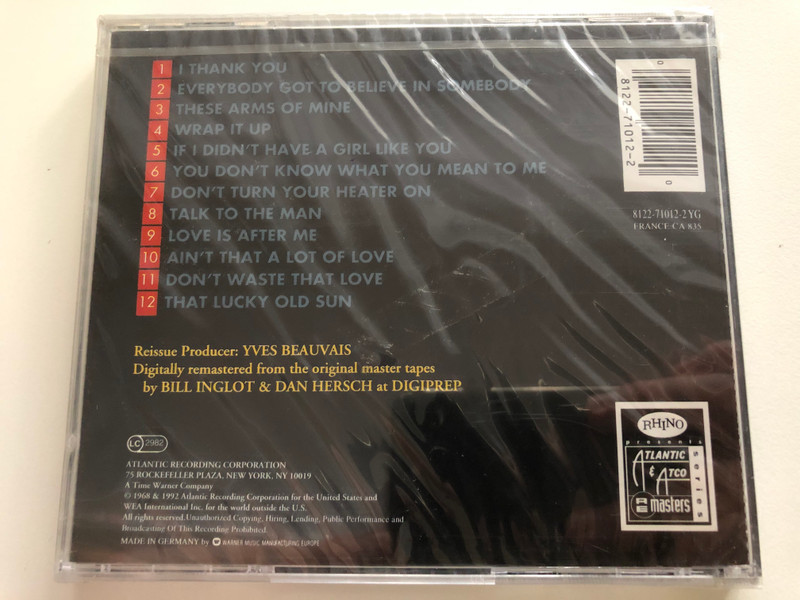 1 I THANK YOU
2 EVERYBODY GOT TO BELIEVE IN SOMEBODY
3 THESE ARMS OF MINE
4 WRAP IT UP
5 IF I DIDN'T HAVE A GIRL LIKE YOU
6 YOU DON'T KNOW WHAT YOU MEAN TO ME
7 DON'T TURN YOUR HEATER ON
8 TALK TO THE MAN
9 LOVE IS AFTER ME
10 AIN'T THAT A LOT OF LOVE
11 DON'T WASTE THAT LOVE
12 THAT LUCKY OLD SUN
0
8122-71012-2
0
8122-71012-2 YG
FRANCE: CA 835
Reissue Producer: YVES BEAUVAIS
Digitally remastered from the original master tapes
by BILL INGLOT & DAN HERSCH at DIGIPREP
LC 2982
ATLANTIC RECORDING CORPORATION
75 ROCKEFELLER PLAZA, NEW YORK, NY 10019
A Time Warner Company
© 1968 & 1992 Atlantic Recording Corporation for the United States and
WEA International Inc. for the world outside the U.S.
All rights reserved. Unauthorized Copying, Hiring, Lending, Public Performance and
Broadcasting Of This Recording Prohibited.
MADE IN GERMANY by WARNER MUSIC MANUFACTURING EUROPE
RHINO
presents
ATLANTIC
& ATCO
masters
series